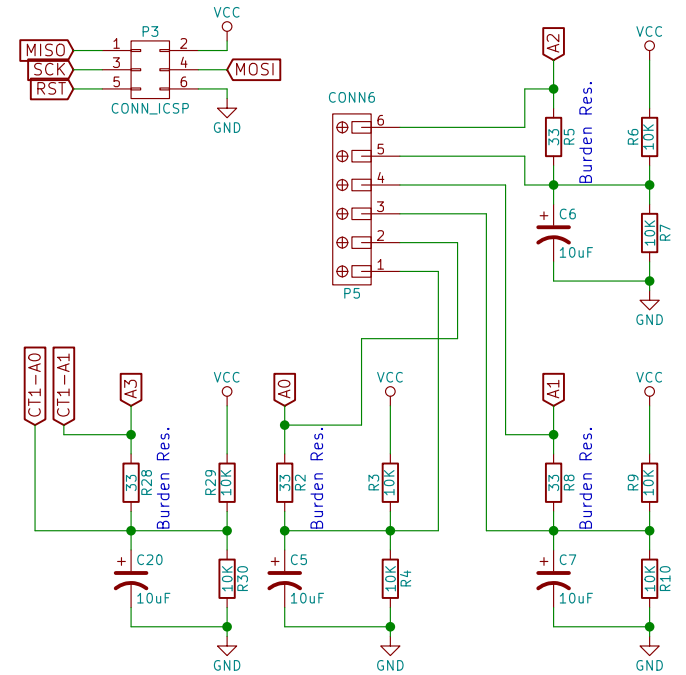 P3
VCC
MISO
1
2
SCK
3
4
MOSI
RST
5
6
CONN_ICSP
GND
CONN6
6
5
4
3
2
1
P5
A2
VCC
33
R5
Burden Res.
R6
10K
C6
+
10uF
10K
R7
GND
CT1-A0
CT1-A1
A3
VCC
33
R28
Burden Res.
R29
10K
C20
+
10uF
10K
R30
GND
A0
VCC
33
R2
Burden Res.
R3
10K
C5
+
10uF
10K
R4
GND
A1
VCC
33
R8
Burden Res.
R9
10K
C7
+
10uF
10K
R10
GND